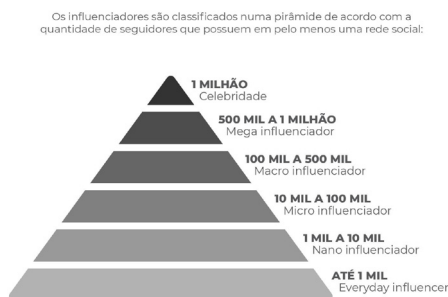 Os influenciadores são classificados numa pirâmide de acordo com a
quantidade de seguidores que possuem em pelo menos uma rede social:
1 MILHÃO
Celebridade
500 MIL A 1 MILHÃO
Mega influenciador
100 MIL A 500 MIL
Macro influenciador
10 MIL A 100 MIL
Micro influenciador
1 MIL A 10 MIL
Nano influenciador
ATÉ 1 MIL
Everyday influencer